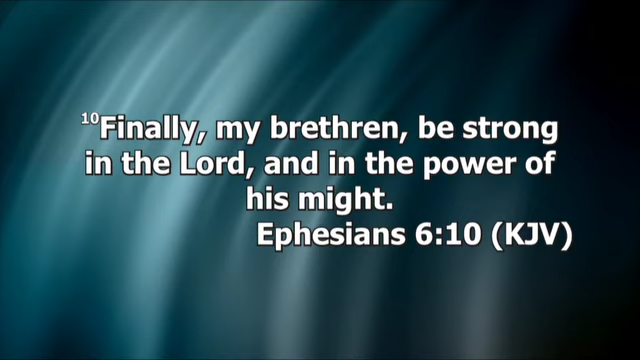 10Finally, my brethren, be strong
in the Lord, and in the power of
his might.
Ephesians 6:10 (KJV)